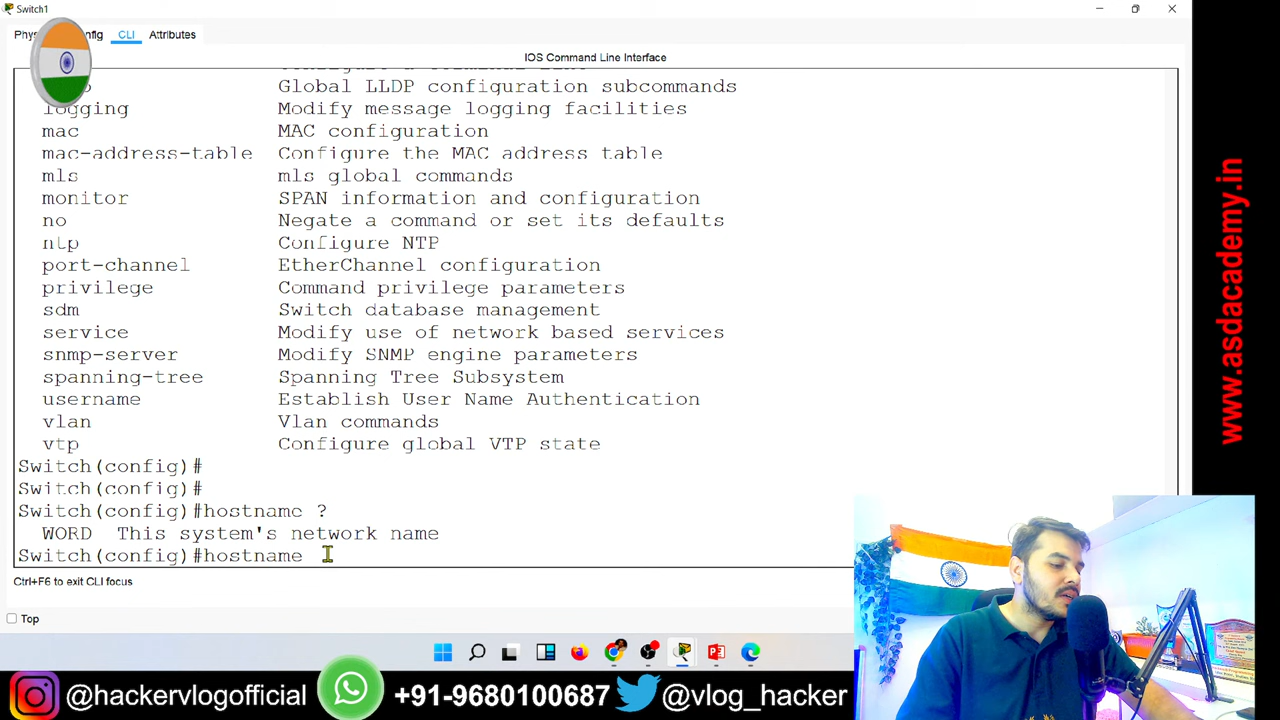 Switch1
Config CLI Attributes
IOS Command Line Interface
Global LLDP configuration subcommands
logging Modify message logging facilities
mac MAC configuration
mac-address-table Configure the MAC address table
mls mls global commands
monitor SPAN information and configuration
no Negate a command or set its defaults
ntp Configure NTP
port-channel EtherChannel configuration
privilege Command privilege parameters
sdm Switch database management
service Modify use of network based services
snmp-server Modify SNMP engine parameters
spanning-tree Spanning Tree Subsystem
username Establish User Name Authentication
vlan Vlan commands
vtp Configure global VTP state
Switch(config)#
Switch(config)#
Switch(config)#hostname ?
WORD This system's network name
Switch(config)#hostname
Ctrl+F6 to exit CLI focus
Top
www.asdacademy.in
@hackervlogofficial +91-9680100687 @vlog_hacker